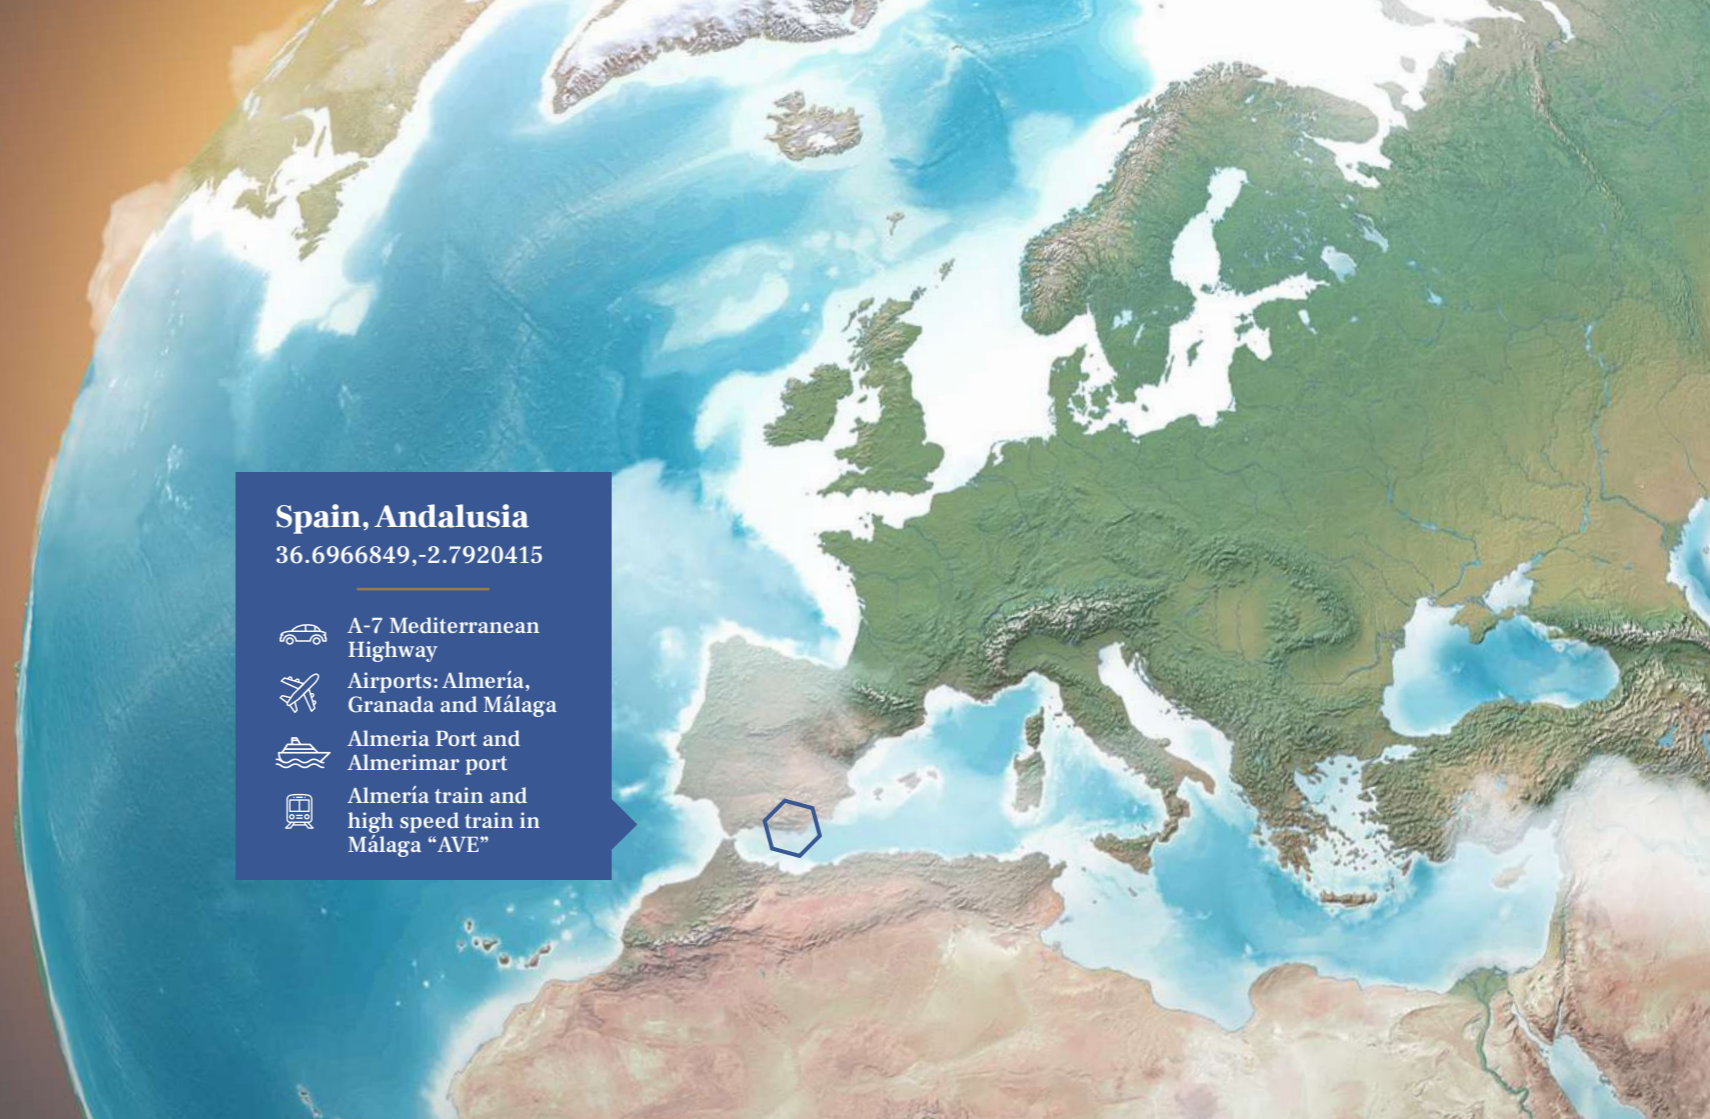 Spain, Andalusia
36.6966849,-2.7920415
A-7 Mediterranean
Highway
Airports: Almería,
Granada and Málaga
Almeria Port and
Almerimar port
Almería train and
high speed train in
Málaga “AVE”